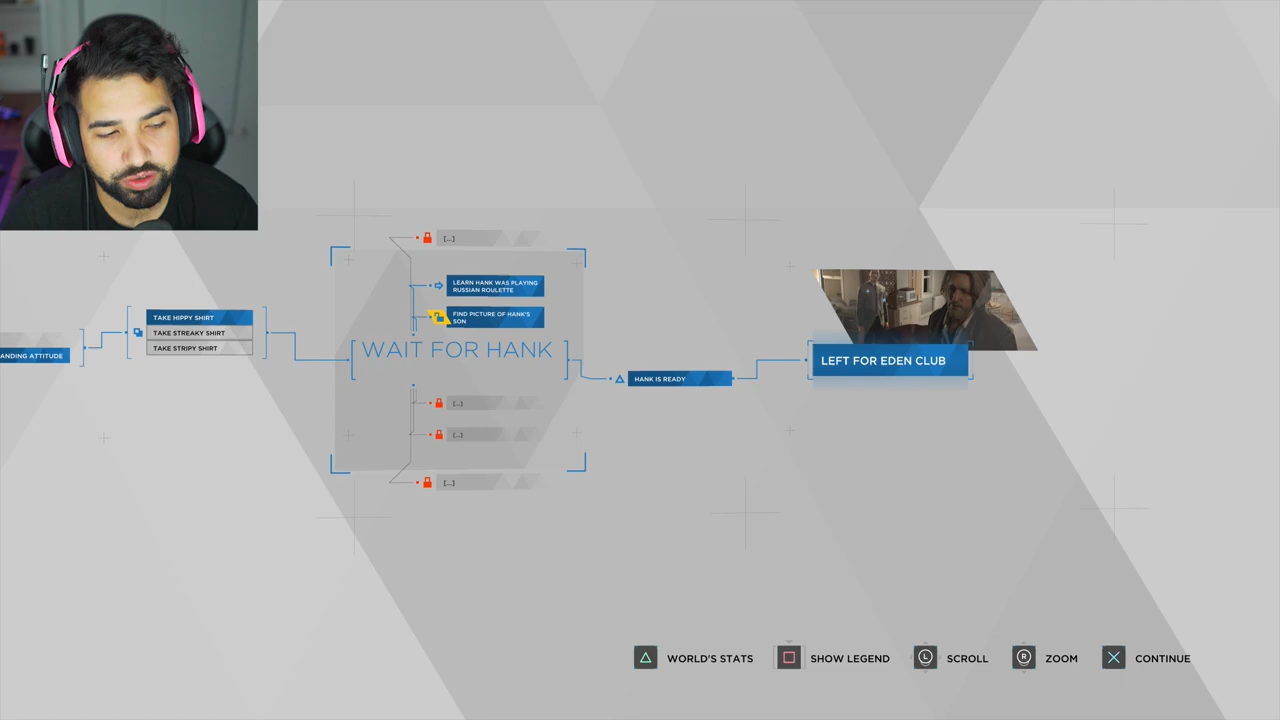 [...]
LEARN HANK WAS PLAYING
RUSSIAN ROULETTE
FIND PICTURE OF HANK'S
SON
TAKE HIPPY SHIRT
TAKE STREAKY SHIRT
TAKE STRIPY SHIRT
ANDING ATTITUDE
WAIT FOR HANK
HANK IS READY
LEFT FOR EDEN CLUB
[...]
[...]
[...]
WORLD'S STATS
SHOW LEGEND
L
SCROLL
R
ZOOM
CONTINUE